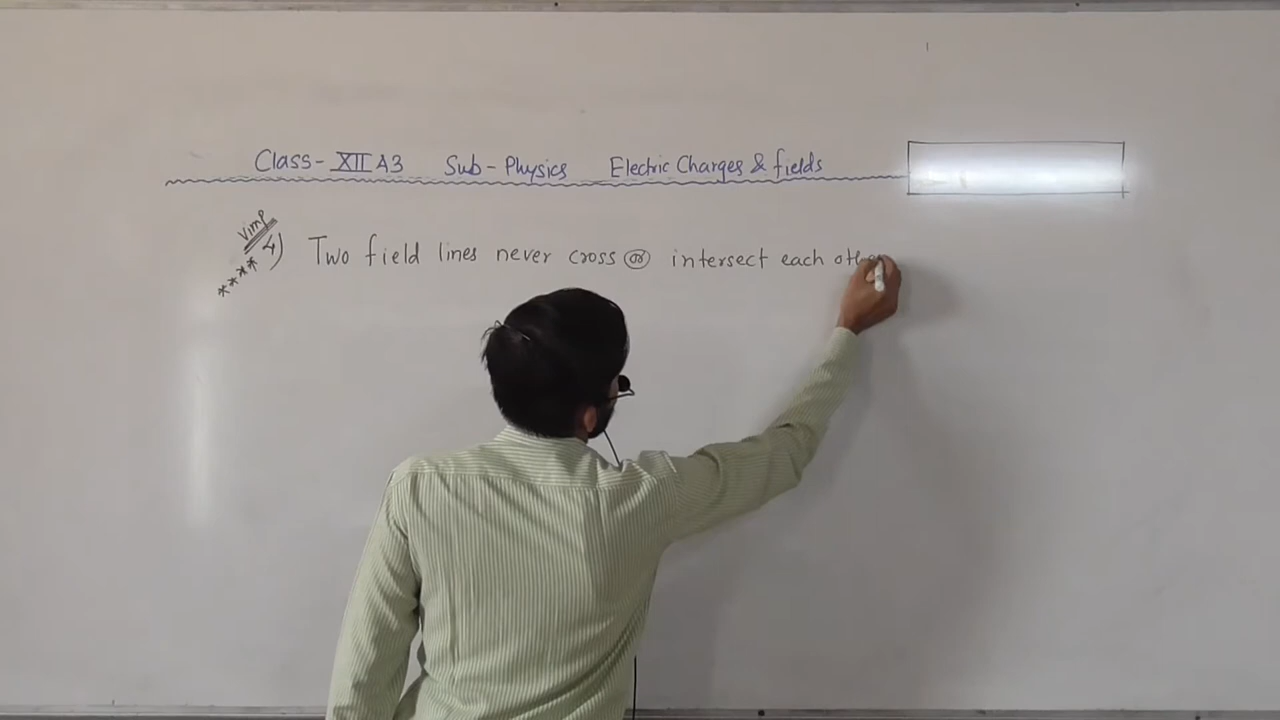 Class- XII A3 Sub- Physics Electric Charges & fields
Vimp
**** 4) Two field lines never cross or intersect each other